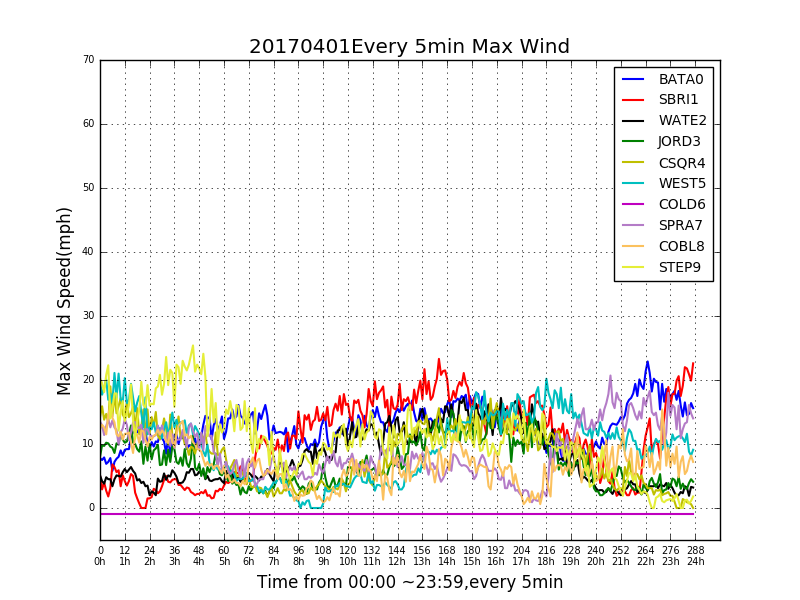 20170401Every 5min Max Wind
70
60
50
40
30
20
10
0
Max Wind Speed(mph)
BATA0
SBRI1
WATE2
JORD3
CSQR4
WEST5
COLD6
SPRA7
COBL8
STEP9
0 12 24 36 48 60 72 84 96 108 120 132 144 156 168 180 192 204 216 228 240 252 264 276 288
0h 1h 2h 3h 4h 5h 6h 7h 8h 9h 10h 11h 12h 13h 14h 15h 16h 17h 18h 19h 20h 21h 22h 23h 24h
Time from 00:00 ~23:59,every 5min